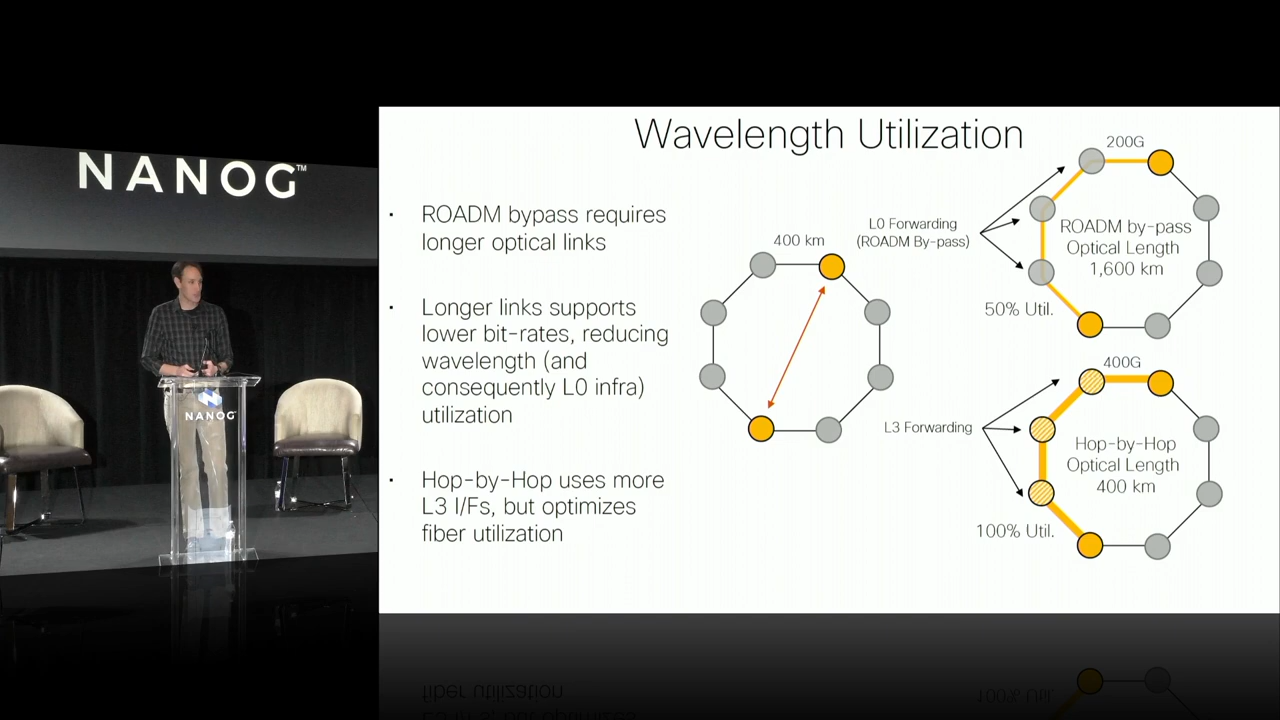 NANOG™
NANOG
Wavelength Utilization
· ROADM bypass requires
longer optical links
· Longer links supports
lower bit-rates, reducing
wavelength (and
consequently L0 infra)
utilization
· Hop-by-Hop uses more
L3 I/Fs, but optimizes
fiber utilization
400 km
200G
L0 Forwarding
(ROADM By-pass)
ROADM by-pass
Optical Length
1,600 km
50% Util.
400G
L3 Forwarding
Hop-by-Hop
Optical Length
400 km
100% Util.